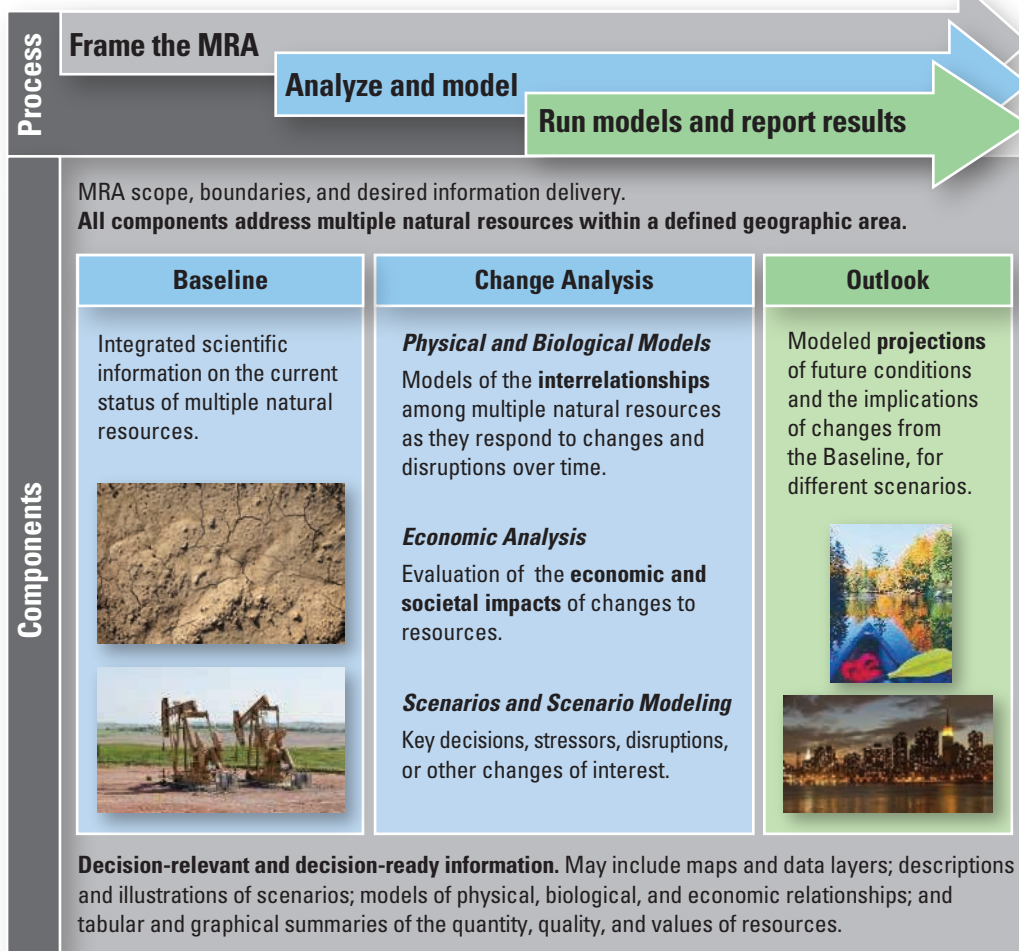 Process
Frame the MRA
Analyze and model
Run models and report results
Components
MRA scope, boundaries, and desired information delivery.
All components address multiple natural resources within a defined geographic area.
Baseline
Integrated scientific
information on the current
status of multiple natural
resources.
Change Analysis
Physical and Biological Models
Models of the interrelationships
among multiple natural resources
as they respond to changes and
disruptions over time.
Economic Analysis
Evaluation of the economic and
societal impacts of changes to
resources.
Scenarios and Scenario Modeling
Key decisions, stressors, disruptions,
or other changes of interest.
Outlook
Modeled projections
of future conditions
and the implications
of changes from
the Baseline, for
different scenarios.
Decision-relevant and decision-ready information. May include maps and data layers; descriptions
and illustrations of scenarios; models of physical, biological, and economic relationships; and
tabular and graphical summaries of the quantity, quality, and values of resources.